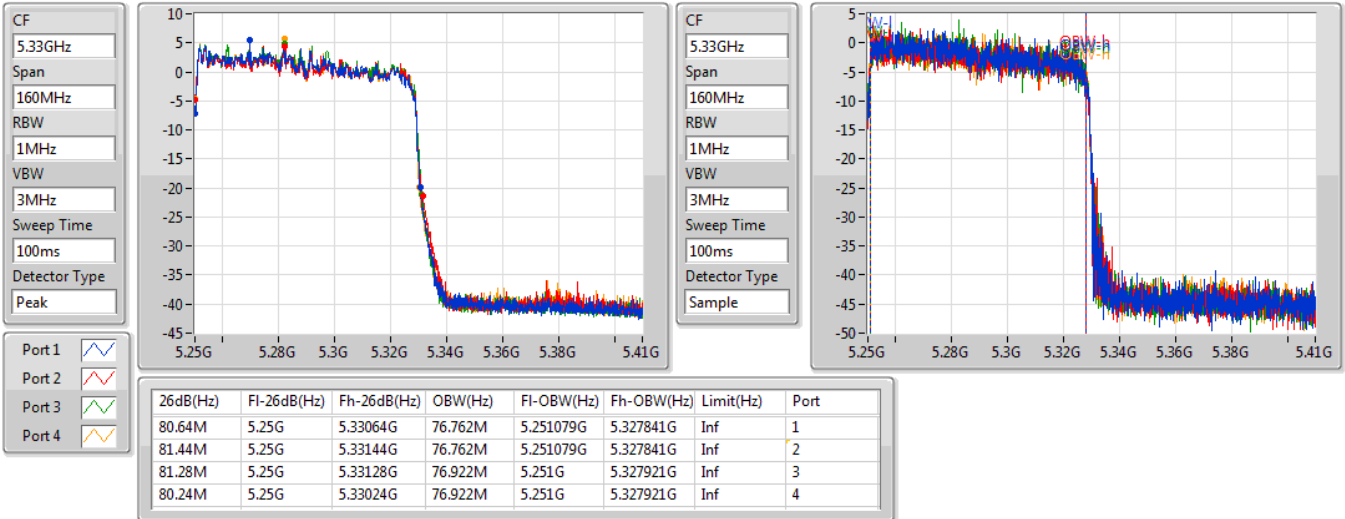 CF
5.33GHz
Span
160MHz
RBW
1MHz
VBW
3MHz
Sweep Time
100ms
Detector Type
Peak
10-
5-
0-
-5-
-10-
-15-
-20-
-25-
-30-
-35-
-40-
-45-
5.25G 5.28G 5.3G 5.32G 5.34G 5.36G 5.38G 5.41G
CF
5.33GHz
Span
160MHz
RBW
1MHz
VBW
3MHz
Sweep Time
100ms
Detector Type
Sample
5-
0-
-5-
-10-
-15-
-20-
-25-
-30-
-35-
-40-
-45-
-50-
OBW-h
5.25G 5.28G 5.3G 5.32G 5.34G 5.36G 5.38G 5.41G
Port 1
Port 2
Port 3
Port 4
26dB(Hz) Fl-26dB(Hz) Fh-26dB(Hz) OBW(Hz) Fl-OBW(Hz) Fh-OBW(Hz) Limit(Hz) Port
80.64M 5.25G 5.33064G 76.762M 5.251079G 5.327841G Inf 1
81.44M 5.25G 5.33144G 76.762M 5.251079G 5.327841G Inf 2
81.28M 5.25G 5.33128G 76.922M 5.251G 5.327921G Inf 3
80.24M 5.25G 5.33024G 76.922M 5.251G 5.327921G Inf 4